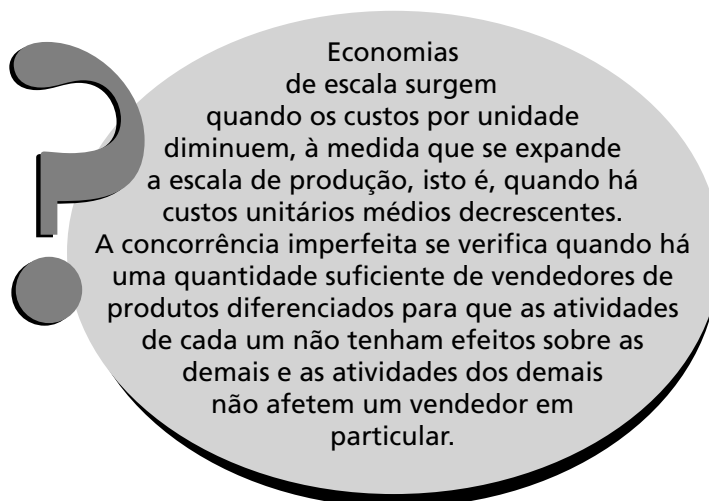 Economias
de escala surgem
quando os custos por unidade
diminuem, à medida que se expande
a escala de produção, isto é, quando há
custos unitários médios decrescentes.
A concorrência imperfeita se verifica quando há
uma quantidade suficiente de vendedores de
produtos diferenciados para que as atividades
de cada um não tenham efeitos sobre as
demais e as atividades dos demais
não afetem um vendedor em
particular.